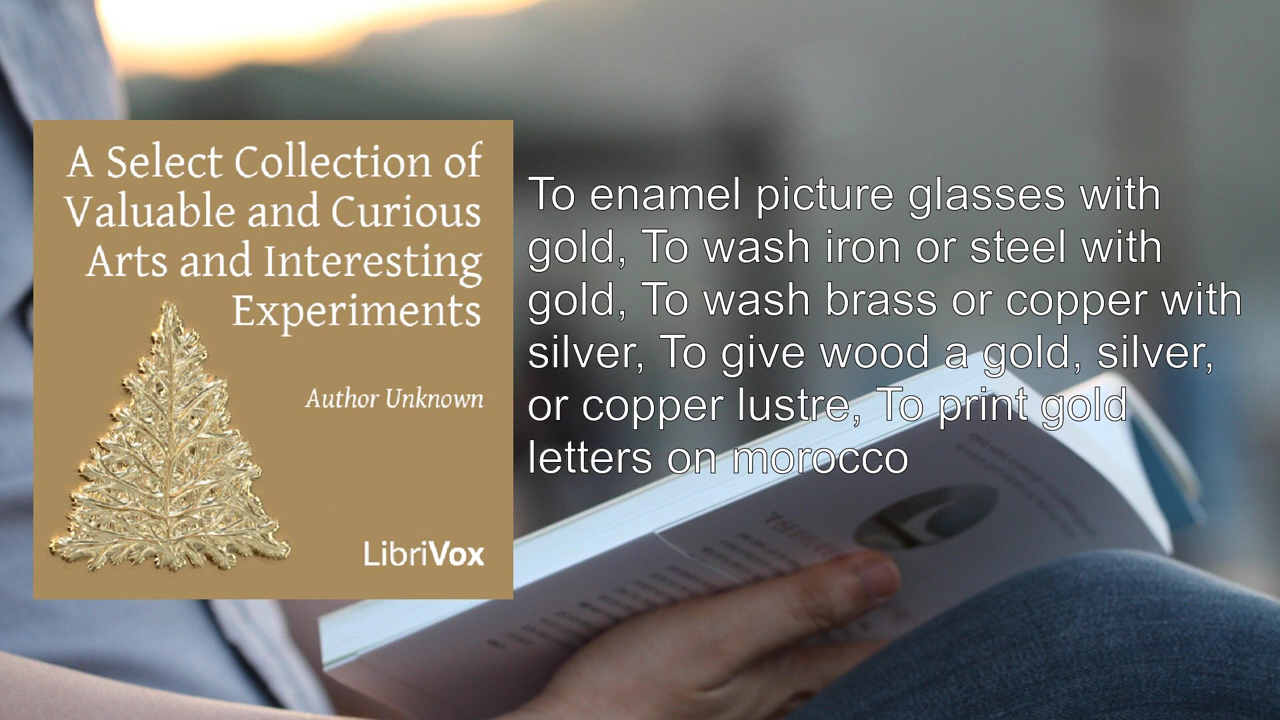 A Select Collection of
Valuable and Curious
Arts and Interesting
Experiments
Author Unknown
LibriVox
To enamel picture glasses with
gold, To wash iron or steel with
gold, To wash brass or copper with
silver, To give wood a gold, silver,
or copper lustre, To print gold
letters on morocco